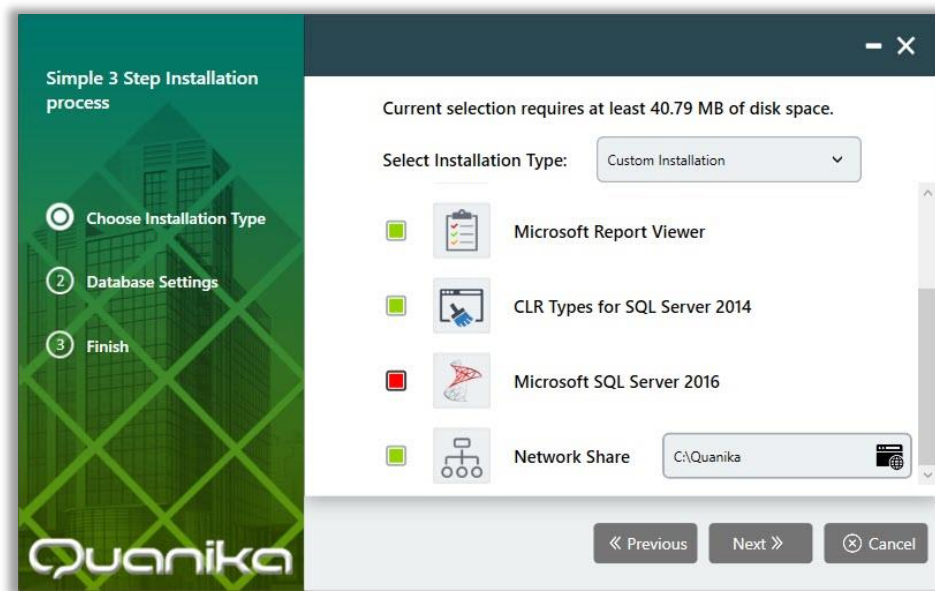 Simple 3 Step Installation
process
Choose Installation Type
2 Database Settings
3 Finish
Quanika
Current selection requires at least 40.79 MB of disk space.
Select Installation Type: Custom Installation
Microsoft Report Viewer
CLR Types for SQL Server 2014
Microsoft SQL Server 2016
Network Share C:\Quanika
Previous Next Cancel